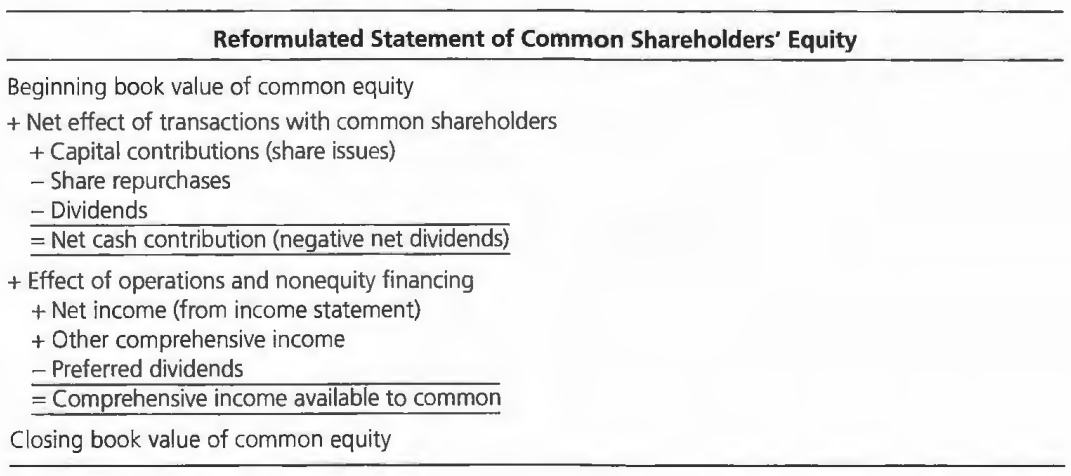 Reformulated Statement of Common Shareholders' Equity
Beginning book value of common equity
+ Net effect of transactions with common shareholders
+ Capital contributions (share issues)
– Share repurchases
– Dividends
= Net cash contribution (negative net dividends)
+ Effect of operations and nonequity financing
+ Net income (from income statement)
+ Other comprehensive income
– Preferred dividends
= Comprehensive income available to common
Closing book value of common equity